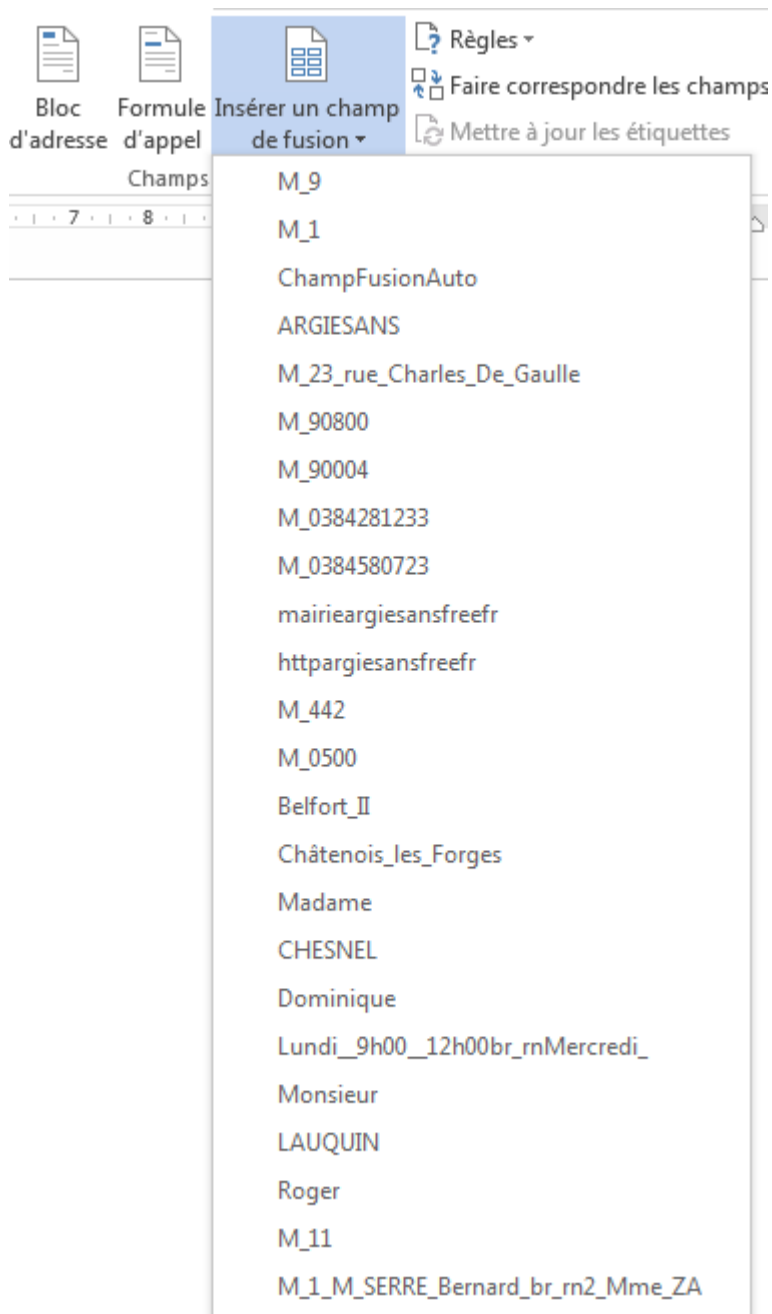 Bloc d'adresse
Formule d'appel
Insérer un champ de fusion
Règles
Faire correspondre les champs
Mettre à jour les étiquettes
Champs
7 8
M_9
M_1
ChampFusionAuto
ARGIESANS
M_23_rue_Charles_De_Gaulle
M_90800
M_90004
M_0384281233
M_0384580723
mairieargiesansfreefr
httpargiesansfreefr
M_442
M_0500
Belfort_II
Châtenois_les_Forges
Madame
CHESNEL
Dominique
Lundi__9h00__12h00br_rnMercredi_
Monsieur
LAUQUIN
Roger
M_11
M_1_M_SERRE_Bernard_br_rn2_Mme_ZA